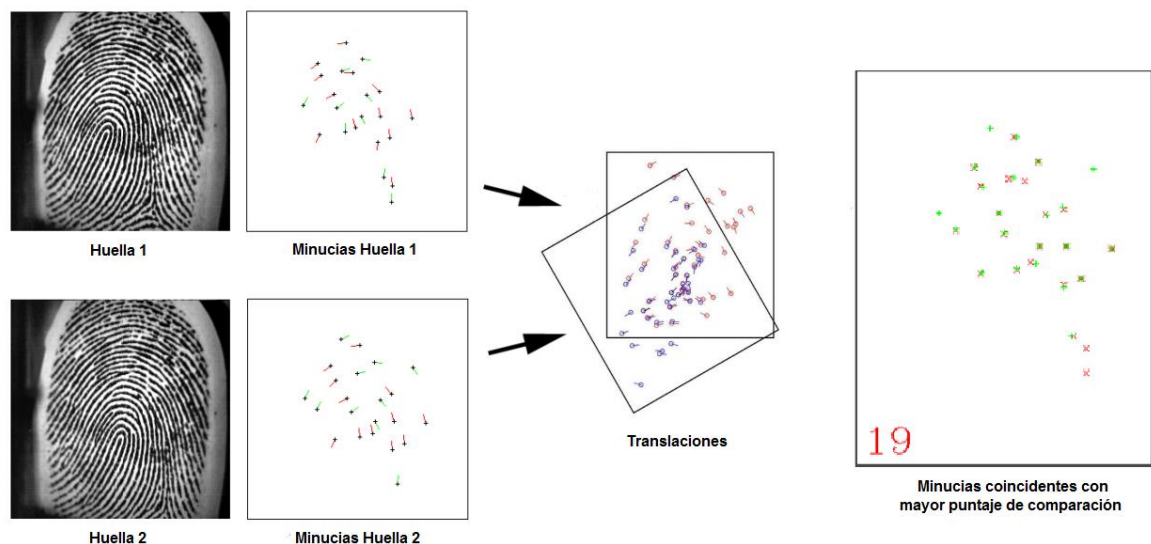 Huella 1
Minucias Huella 1
Huella 2
Minucias Huella 2
Translaciones
19
Minucias coincidentes con
mayor puntaje de comparación